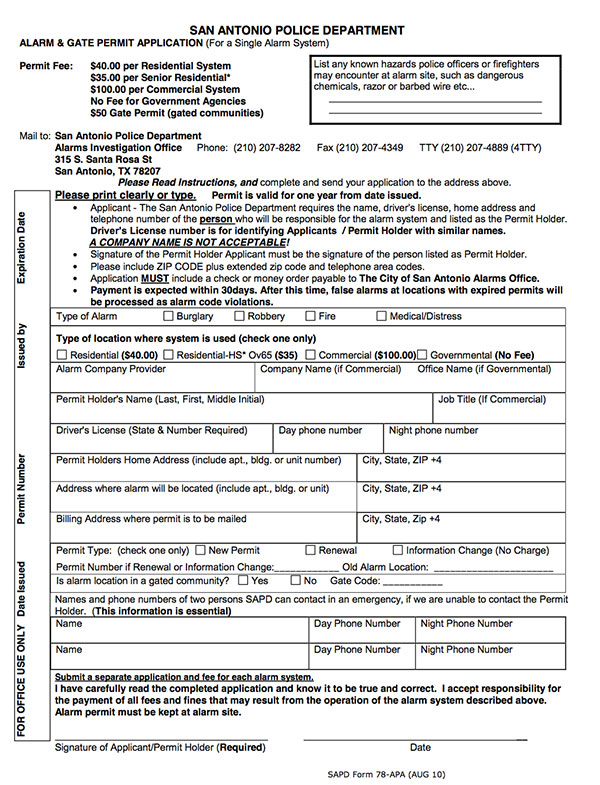 SAN ANTONIO POLICE DEPARTMENT
ALARM & GATE PERMIT APPLICATION (For a Single Alarm System)
Permit Fee: $40.00 per Residential System
$35.00 per Senior Residential*
$100.00 per Commercial System
No Fee for Government Agencies
$50 Gate Permit (gated communities)
List any known hazards police officers or firefighters
may encounter at alarm site, such as dangerous
chemicals, razor or barbed wire etc...
Mail to: San Antonio Police Department
Alarms Investigation Office Phone: (210) 207-8282 Fax (210) 207-4349 TTY (210) 207-4889 (4TTY)
315 S. Santa Rosa St
San Antonio, TX 78207
Please Read Instructions, and complete and send your application to the address above.
Please print clearly or type. Permit is valid for one year from date issued.
• Applicant - The San Antonio Police Department requires the name, driver's license, home address and
telephone number of the person who will be responsible for the alarm system and listed as the Permit Holder.
Driver's License number is for identifying Applicants / Permit Holder with similar names.
A COMPANY NAME IS NOT ACCEPTABLE!
• Signature of the Permit Holder Applicant must be the signature of the person listed as Permit Holder.
• Please include ZIP CODE plus extended zip code and telephone area codes.
• Application MUST include a check or money order payable to The City of San Antonio Alarms Office.
• Payment is expected within 30days. After this time, false alarms at locations with expired permits will
be processed as alarm code violations.
Type of Alarm Burglary Robbery Fire Medical/Distress
Type of location where system is used (check one only)
Residential ($40.00) Residential-HS* Ov65 ($35) Commercial ($100.00) Governmental (No Fee)
Alarm Company Provider Company Name (if Commercial) Office Name (if Governmental)
Permit Holder's Name (Last, First, Middle Initial) Job Title (If Commercial)
Driver's License (State & Number Required) Day phone number Night phone number
Permit Holders Home Address (include apt., bldg. or unit number) City, State, ZIP +4
Address where alarm will be located (include apt., bldg. or unit) City, State, ZIP +4
Billing Address where permit is to be mailed City, State, Zip +4
Permit Type: (check one only) New Permit Renewal Information Change (No Charge)
Permit Number if Renewal or Information Change:___________ Old Alarm Location: ______________________
Is alarm location in a gated community? Yes No Gate Code: ___________
Names and phone numbers of two persons SAPD can contact in an emergency, if we are unable to contact the Permit
Holder. (This information is essential)
Name Day Phone Number Night Phone Number
Name Day Phone Number Night Phone Number
Submit a separate application and fee for each alarm system.
I have carefully read the completed application and know it to be true and correct. I accept responsibility for
the payment of all fees and fines that may result from the operation of the alarm system described above.
Alarm permit must be kept at alarm site.
Signature of Applicant/Permit Holder (Required) Date
SAPD Form 78-APA (AUG 10)
FOR OFFICE USE ONLY Date Issued Permit Number Issued by Expiration Date